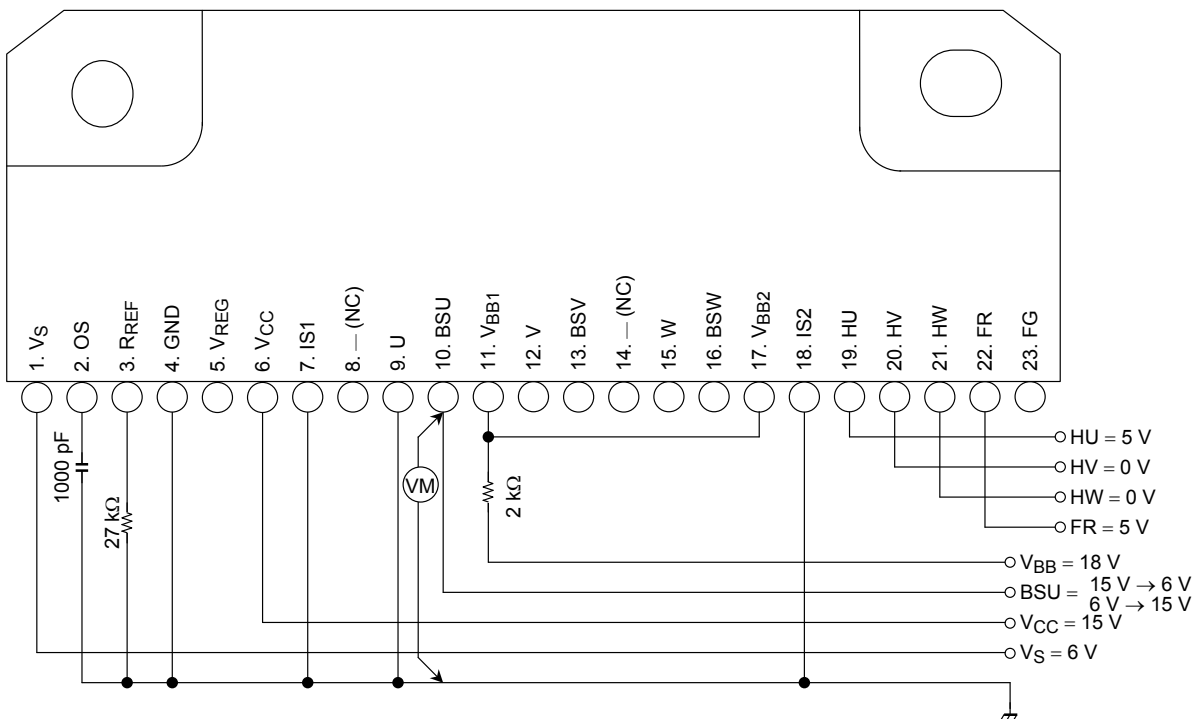 1. VS
2. OS
3. RREF
4. GND
5. VREG
6. VCC
7. IS1
8. — (NC)
9. U
10. BSU
11. VBB1
12. V
13. BSV
14. — (NC)
15. W
16. BSW
17. VBB2
18. IS2
19. HU
20. HV
21. HW
22. FR
23. FG
1000 pF
27 kΩ
VM
2 kΩ
HU = 5 V
HV = 0 V
HW = 0 V
FR = 5 V
VBB = 18 V
BSU = 15 V → 6 V
6 V → 15 V
VCC = 15 V
VS = 6 V